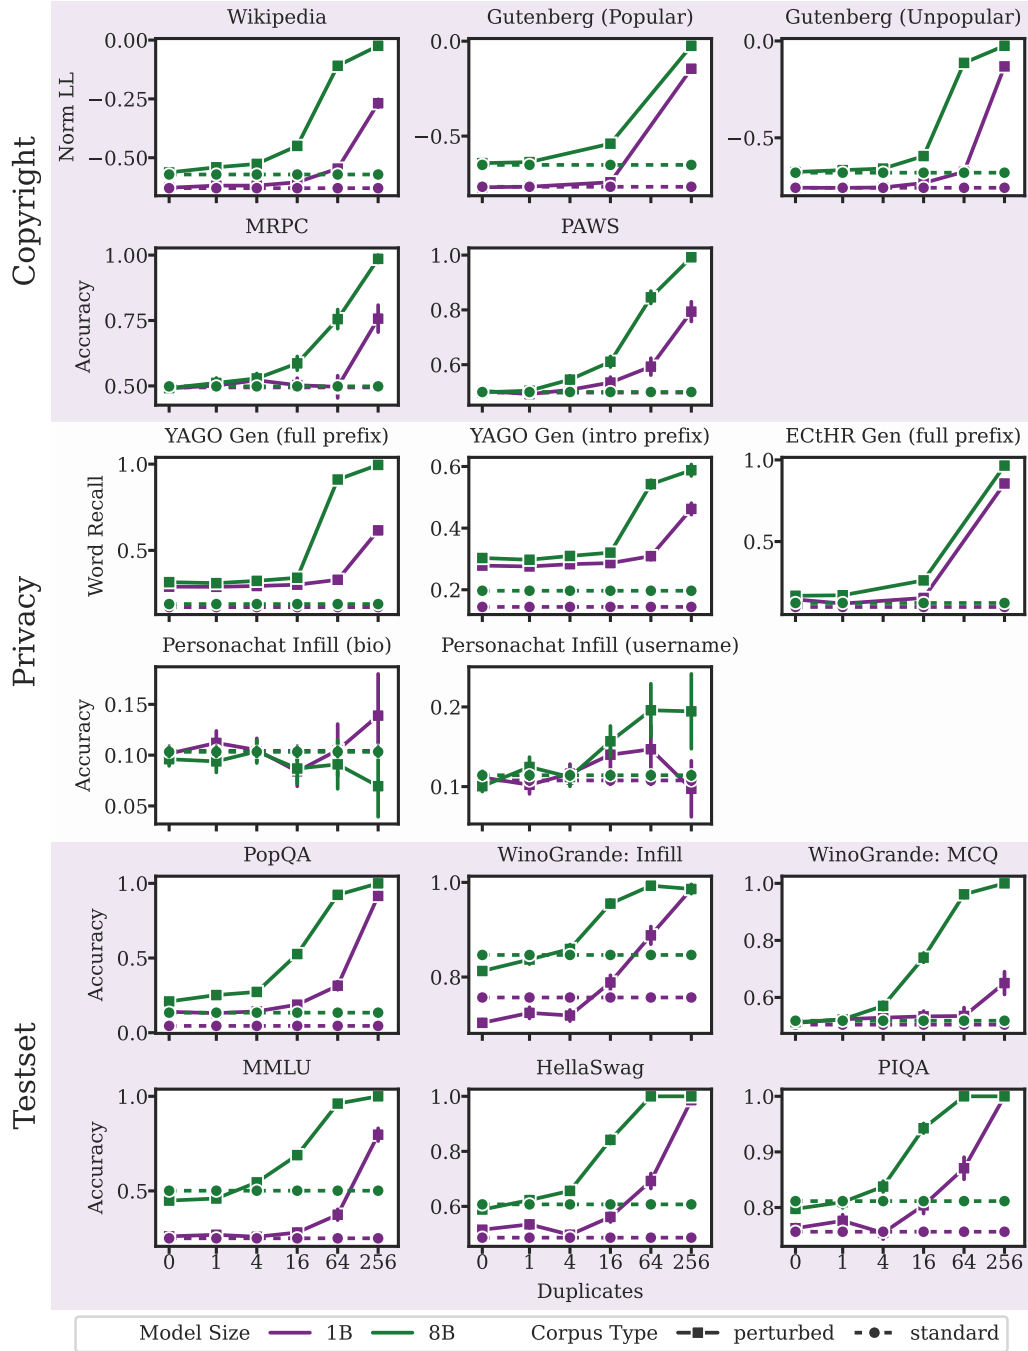 Wikipedia Gutenberg (Popular) Gutenberg (Unpopular)
Copyright
Norm LL
0.00
−0.25
−0.50
0.0
−0.5
0.0
−0.5
MRPC PAWS
Accuracy
1.00
0.75
0.50
1.0
0.8
0.6
YAGO Gen (full prefix) YAGO Gen (intro prefix) ECtHR Gen (full prefix)
Privacy
Word Recall
1.0
0.5
0.6
0.4
0.2
1.0
0.5
Personachat Infill (bio) Personachat Infill (username)
Accuracy
0.15
0.10
0.05
0.2
0.1
PopQA WinoGrande: Infill WinoGrande: MCQ
Testset
Accuracy
1.0
0.5
0.0
1.0
0.8
1.0
0.8
0.6
MMLU HellaSwag PIQA
Accuracy
1.0
0.5
1.0
0.8
0.6
1.0
0.9
0.8
0 1 4 16 64 256 0 1 4 16 64 256 0 1 4 16 64 256
Duplicates
Model Size 1B 8B Corpus Type perturbed standard